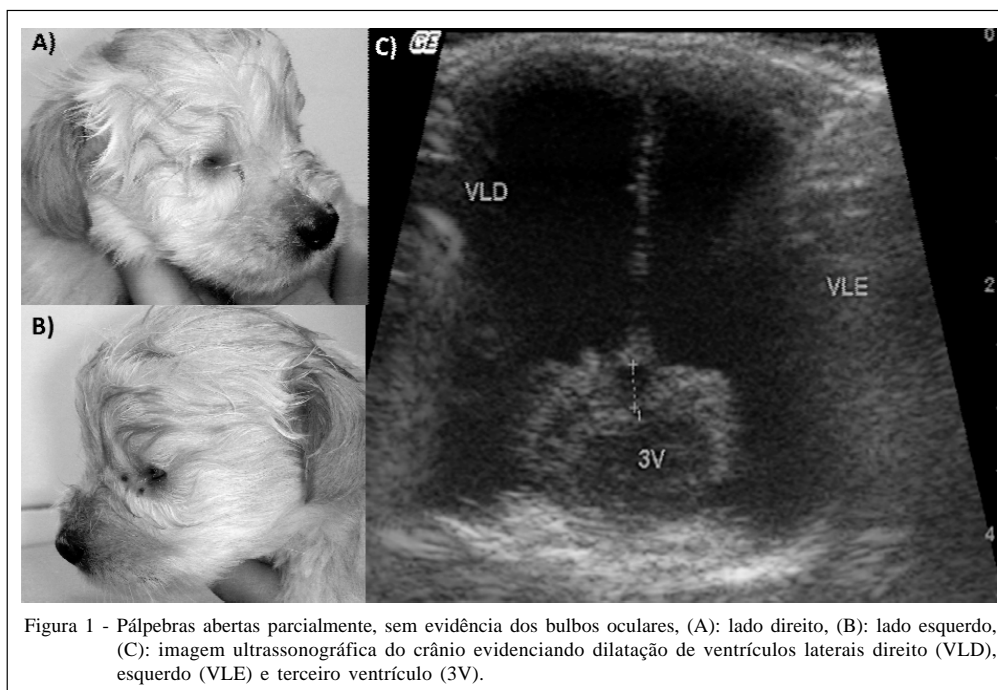 A)
B)
C) GE
0
VLD
VLE
2
3V
4
Figura 1 - Pálpebras abertas parcialmente, sem evidência dos bulbos oculares, (A): lado direito, (B): lado esquerdo,
(C): imagem ultrassonográfica do crânio evidenciando dilatação de ventrículos laterais direito (VLD),
esquerdo (VLE) e terceiro ventrículo (3V).